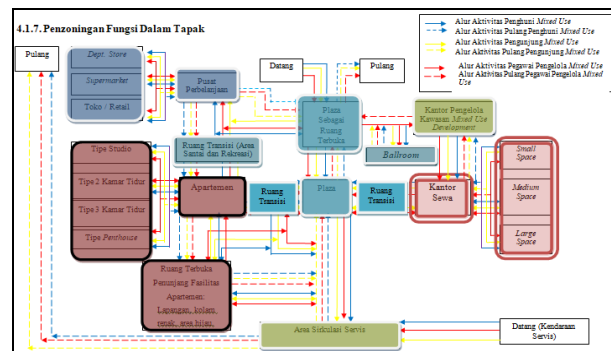 4.1.7. Penzoningan Fungsi Dalam Tapak
Alur Aktivitas Penghuni Mixed Use
Alur Aktivitas Pulang Penghuni Mixed Use
Alur Aktivitas Pengunjung Mixed Use
Alur Aktivitas Pulang Pengunjung Mixed Use
Alur Aktivitas Pegawai Pengelola Mixed Use
Alur Aktivitas Pulang Pegawai Pengelola Mixed
Use
Pulang
Dept. Store
Supermarket
Toko / Retail
Pusat
Perbelanjaan
Datang
Pulang
Plaza
Sebagai
Ruang
Terbuka
Kantor Pengelola
Kawasan Mixed Use
Development
Ruang Transisi (Area
Santai dan Rekreasi)
Ballroom
Tipe Studio
Tipe 2 Kamar Tidur
Tipe 3 Kamar Tidur
Tipe Penthouse
Apartemen
Ruang
Transisi
Plaza
Ruang
Transisi
Kantor
Sewa
Small
Space
Medium
Space
Large
Space
Ruang Terbuka
Penunjang Fasilitas
Apartemen:
Lapangan, kolam,
Area Sirkulasi Servis
Datang (Kendaraan
Servis)